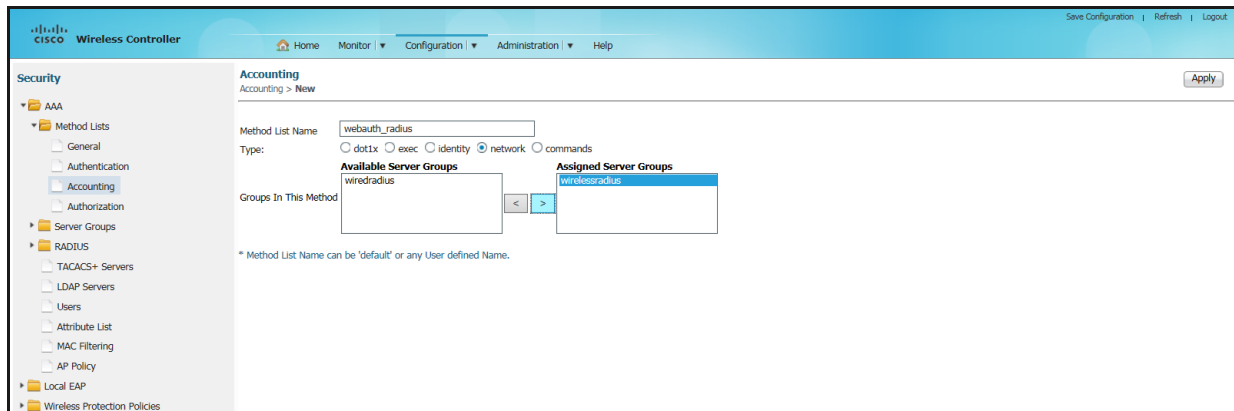 Save Configuration | Refresh | Logout
CISCO Wireless Controller
Home Monitor Configuration Administration Help
Security
AAA
Method Lists
General
Authentication
Accounting
Authorization
Server Groups
RADIUS
TACACS+ Servers
LDAP Servers
Users
Attribute List
MAC Filtering
AP Policy
Local EAP
Wireless Protection Policies
Accounting
Accounting > New
Apply
Method List Name webauth_radius
Type: dot1x exec identity network commands
Available Server Groups Assigned Server Groups
wiredradius wirelessradius
Groups In This Method < >
* Method List Name can be 'default' or any User defined Name.